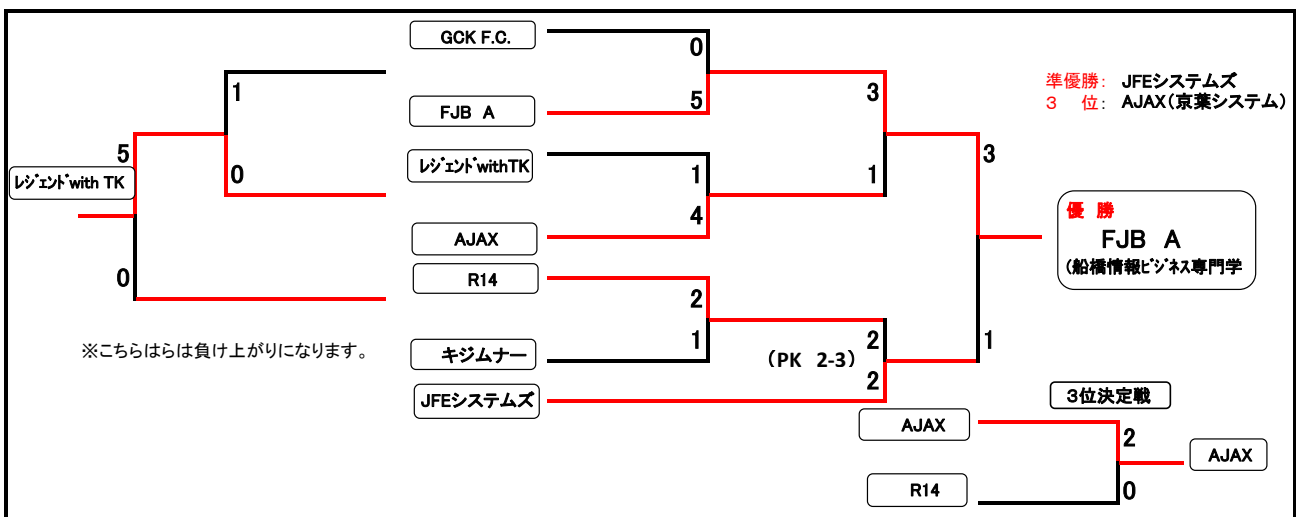 GCK F.C.
0
準優勝: JFEシステムズ
1
5
3
3 位: AJAX(京葉システム)
FJB A
5
3
レジェンドwith TK
0
レジェンドwithTK
1
1
優 勝
4
FJB A
AJAX
(船橋情報ビジネス専門学
0
R14
2
※こちらはらは負け上がりになります。
1
2
1
キジムナー
(PK 2-3)
2
JFEシステムズ
3位決定戦
AJAX
2
AJAX
R14
0